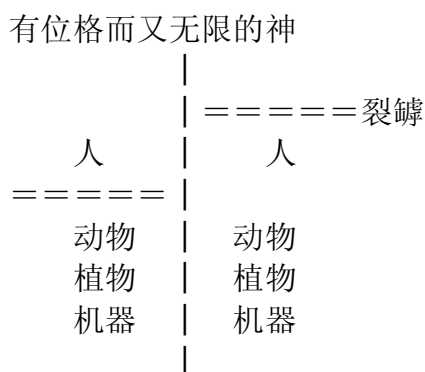 有位格而又无限的神
|
| =====裂罅
人 | 人
===== |
动物 | 动物
植物 | 植物
机器 | 机器
|